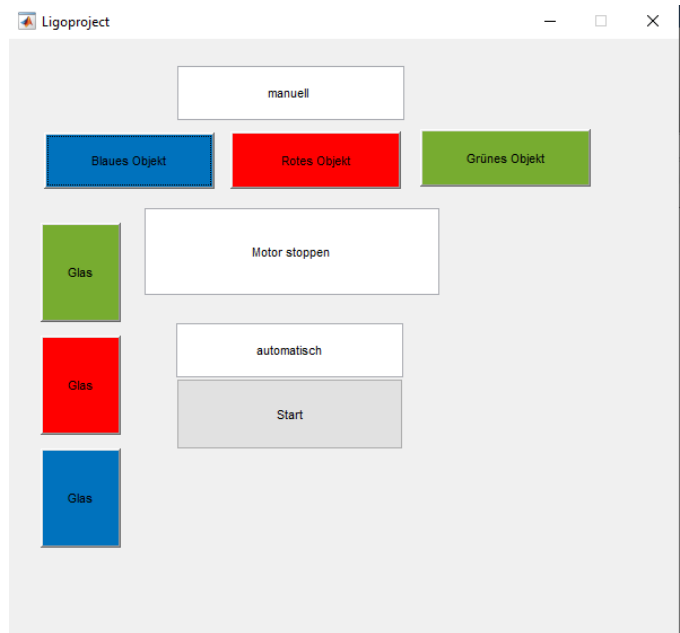 Ligoproject
manuell
Blaues Objekt
Rotes Objekt
Grünes Objekt
Glas
Motor stoppen
Glas
automatisch
Start
Glas